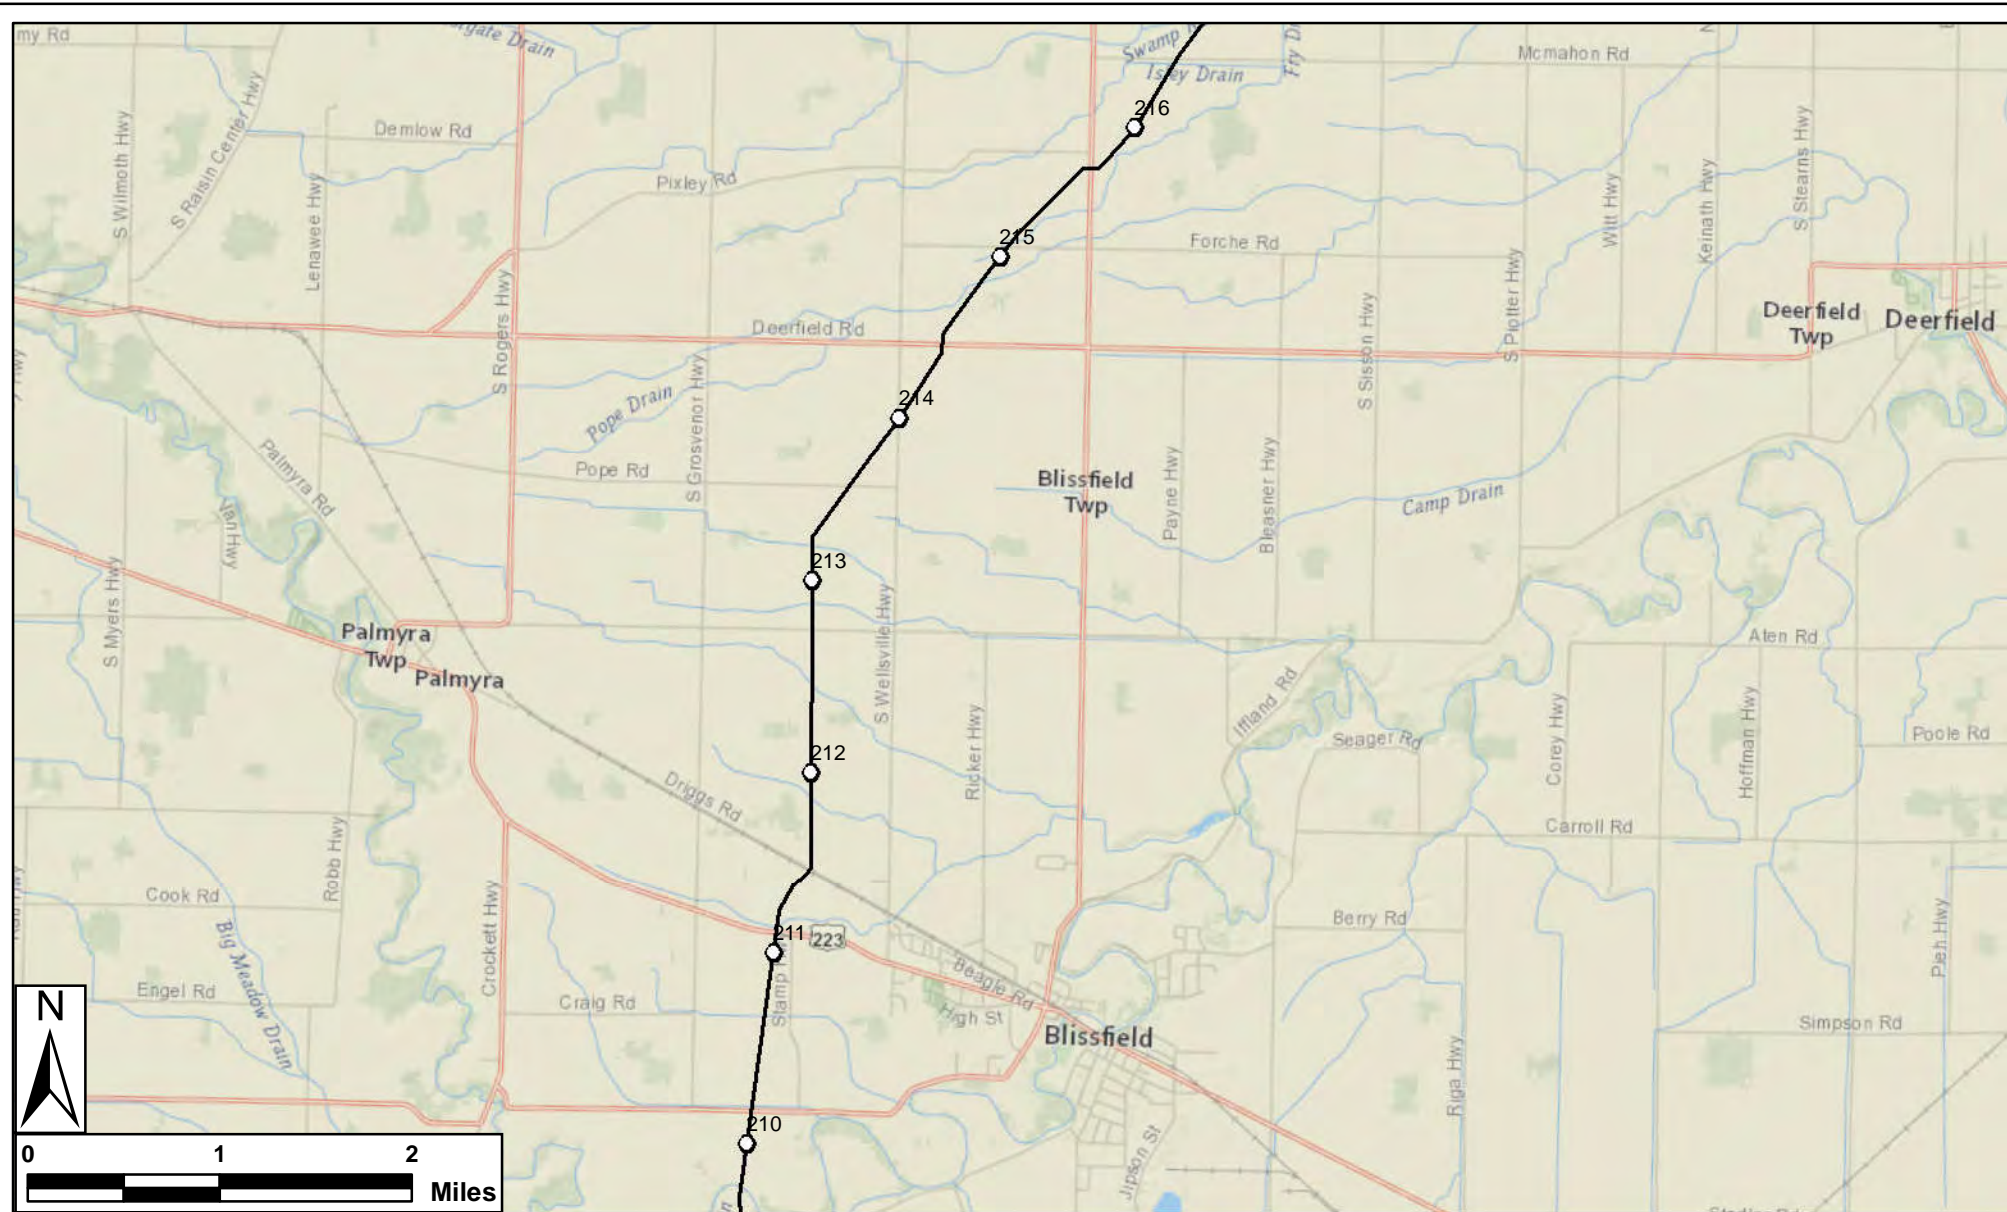 my Rd
Drain
Swamp
Isley Drain
Fry
Mcmahon Rd
216
Demlow Rd
S Wilmoth Hwy
S Raisin Center Hwy
Lenawee Hwy
Pixley Rd
S Stearns Hwy
Keinath Hwy
Witt Hwy
215
Forche Rd
S Rogers Hwy
Deerfield Rd
S Plotter Hwy
S Sisson Hwy
Deerfield
Twp
Deerfield
S Grosvenor Hwy
Pope Drain
214
Palmyra Rd
Pope Rd
Blissfield
Twp
Payne Hwy
Bleasner Hwy
Camp Drain
213
S Myers Hwy
S Wellsville Hwy
Palmyra
Twp
Palmyra
Aten Rd
Iffland Rd
Seager Rd
Corey Hwy
Hoffman Hwy
Poole Rd
212
Ricker Hwy
Driggs Rd
Carroll Rd
Robb Hwy
Cook Rd
Crockett Hwy
Big Meadow Drain
Berry Rd
211
223
Stamp
Pieh Hwy
Beagle Rd
High St
Engel Rd
Craig Rd
Blissfield
Simpson Rd
Riga Hwy
N
210
Jipson St
0 1 2
Miles